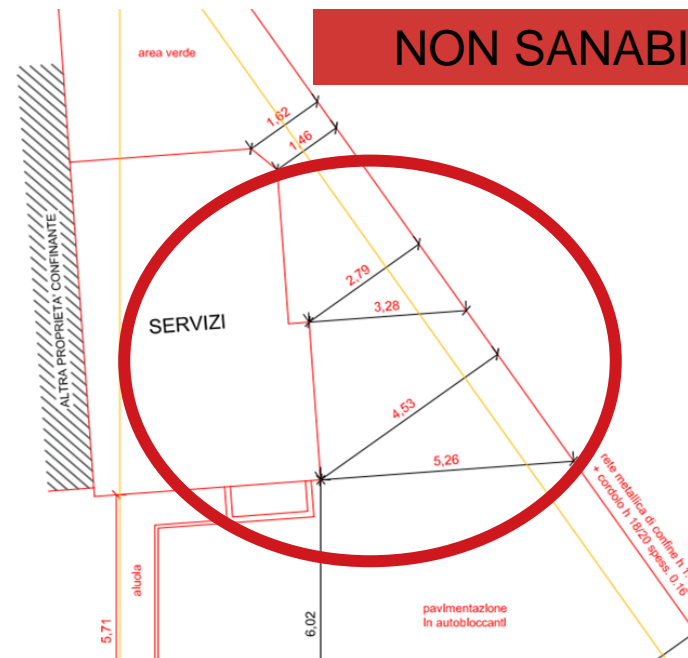 NON SANABI
area verde
1,62
1,46
ALTRA PROPRIETA' CONFINANTE
2,79
3,28
SERVIZI
4,53
5,26
rete metallica di confine h 1.
+ cordolo h 18/20 spess. 0.16
aiuola
5,71
6,02
pavimentazione
in autobloccanti